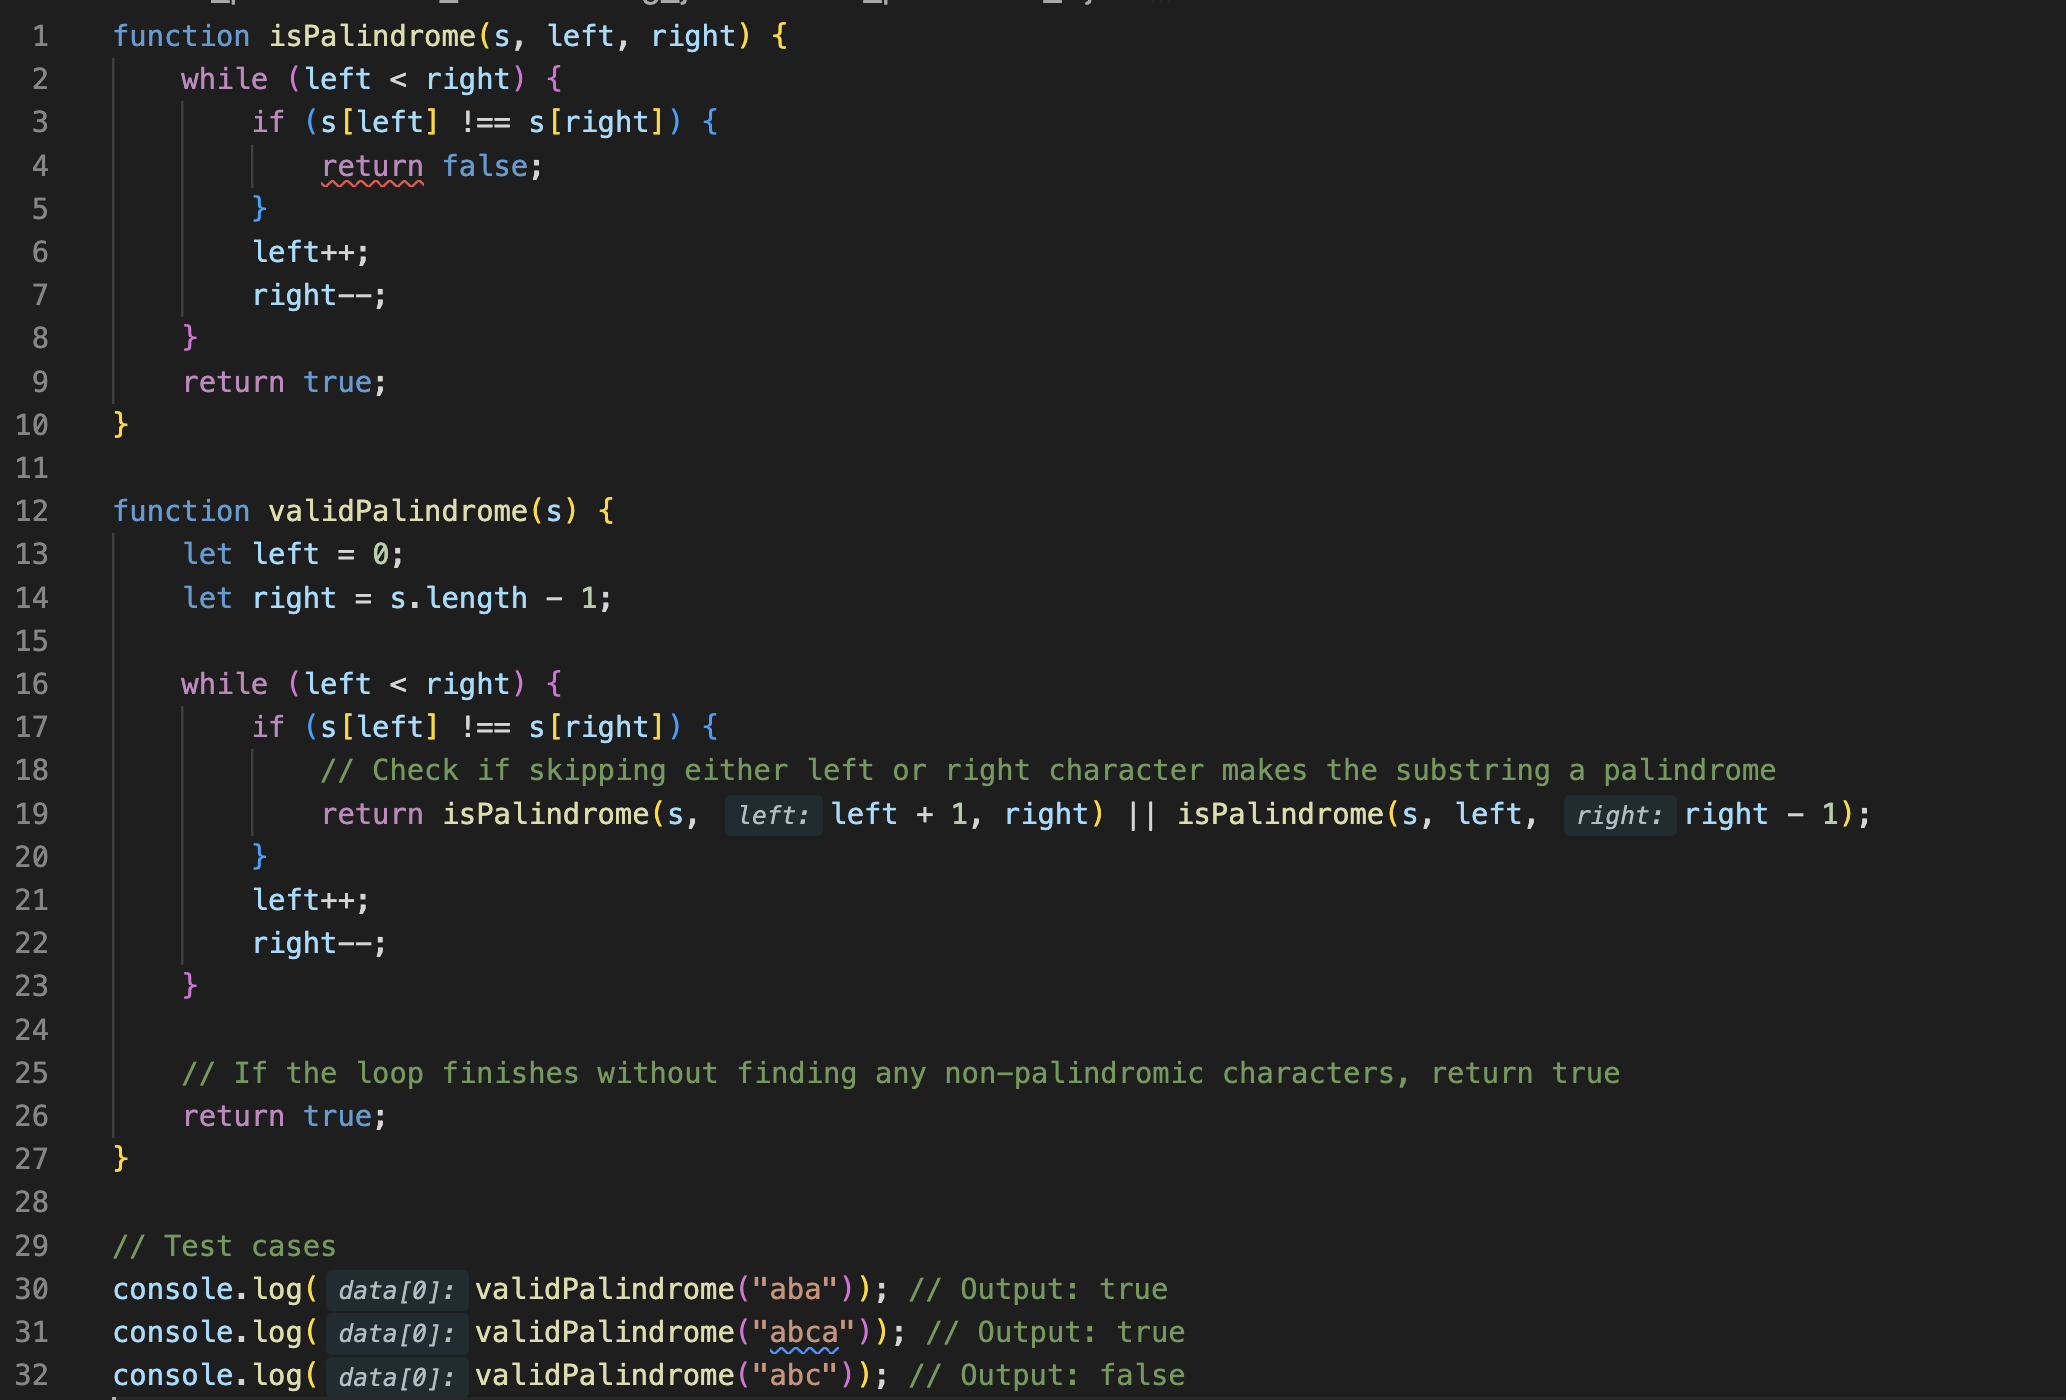 1 function isPalindrome(s, left, right) {
2     while (left < right) {
3         if (s[left] !== s[right]) {
4             return false;
5         }
6         left++;
7         right--;
8     }
9     return true;
10 }
11
12 function validPalindrome(s) {
13     let left = 0;
14     let right = s.length - 1;
15
16     while (left < right) {
17         if (s[left] !== s[right]) {
18             // Check if skipping either left or right character makes the substring a palindrome
19             return isPalindrome(s, left: left + 1, right) || isPalindrome(s, left, right: right - 1);
20         }
21         left++;
22         right--;
23     }
24
25     // If the loop finishes without finding any non-palindromic characters, return true
26     return true;
27 }
28
29 // Test cases
30 console.log( data[0]: validPalindrome("aba")); // Output: true
31 console.log( data[0]: validPalindrome("abca")); // Output: true
32 console.log( data[0]: validPalindrome("abc")); // Output: false